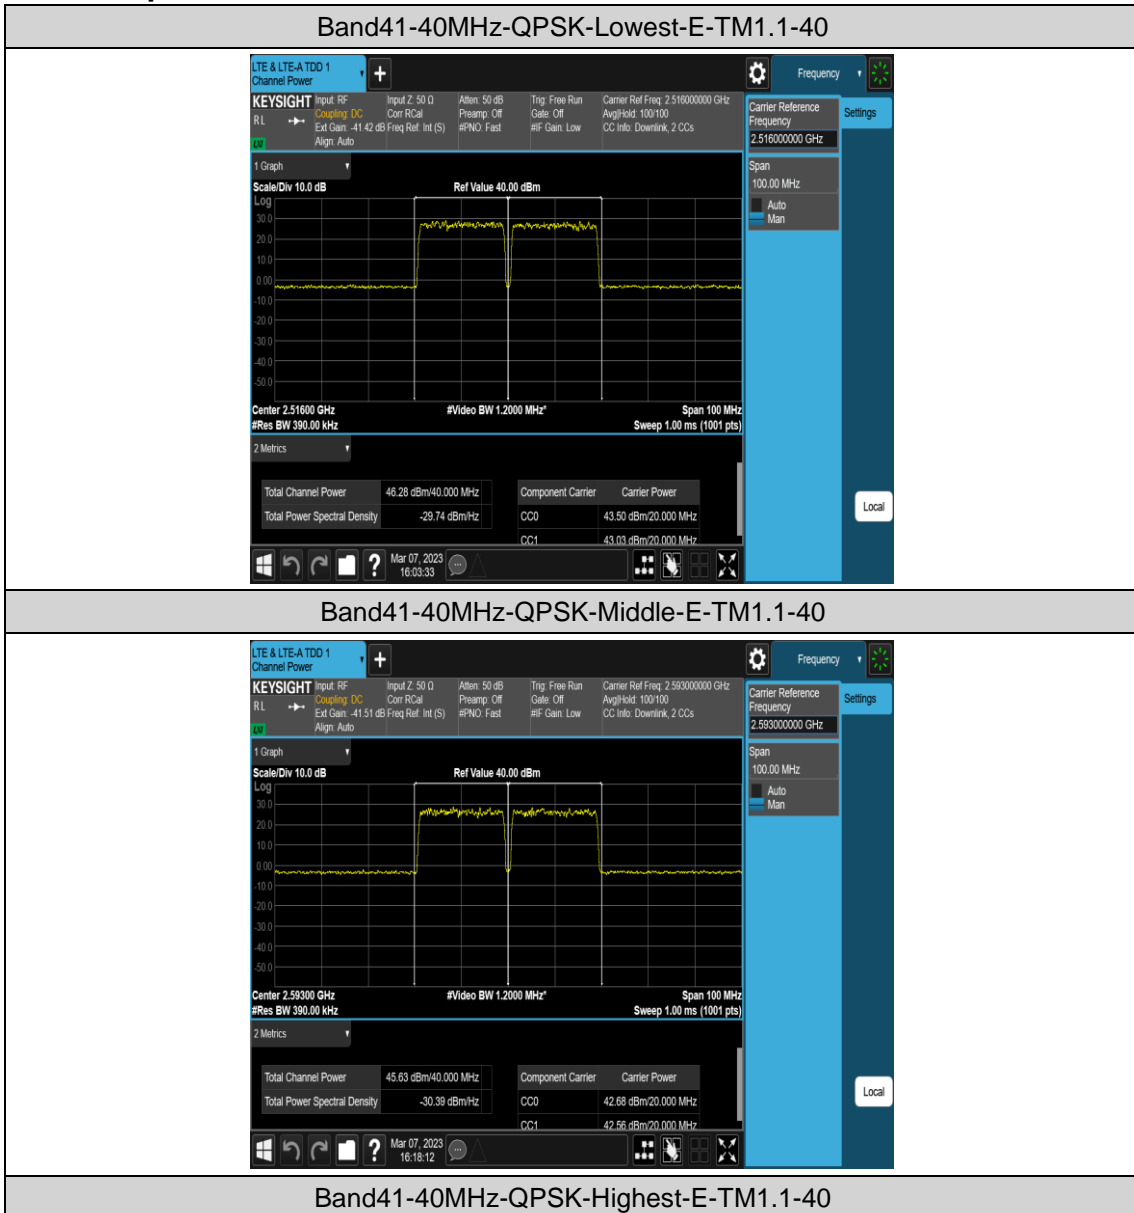 Band41-40MHz-QPSK-Lowest-E-TM1.1-40
LTE & LTE-A TDD 1
Channel Power
Frequency
KEYSIGHT
RL
Input: RF
Coupling: DC
Ext Gain: -41.42 dB
Align: Auto
Input Z: 50 Ω
Corr RCal
Freq Ref: Int (S)
Atten: 50 dB
Preamp: Off
#PNO: Fast
Trig: Free Run
Gate: Off
#IF Gain: Low
Carrier Ref Freq: 2.516000000 GHz
Avg|Hold: 100/100
CC Info: Downlink, 2 CCs
Carrier Reference
Frequency
2.516000000 GHz
Settings
Span
100.00 MHz
Auto
Man
1 Graph
Scale/Div 10.0 dB
Ref Value 40.00 dBm
Log
30.0
20.0
10.0
0.00
-10.0
-20.0
-30.0
-40.0
-50.0
Center 2.51600 GHz
#Video BW 1.2000 MHz*
Span 100 MHz
#Res BW 390.00 kHz
Sweep 1.00 ms (1001 pts)
2 Metrics
Total Channel Power 46.28 dBm/40.000 MHz
Total Power Spectral Density -29.74 dBm/Hz
Component Carrier Carrier Power
CC0 43.50 dBm/20.000 MHz
CC1 43.03 dBm/20.000 MHz
Local
?
Mar 07, 2023
16:03:33
Band41-40MHz-QPSK-Middle-E-TM1.1-40
LTE & LTE-A TDD 1
Channel Power
Frequency
KEYSIGHT
RL
Input: RF
Coupling: DC
Ext Gain: -41.51 dB
Align: Auto
Input Z: 50 Ω
Corr RCal
Freq Ref: Int (S)
Atten: 50 dB
Preamp: Off
#PNO: Fast
Trig: Free Run
Gate: Off
#IF Gain: Low
Carrier Ref Freq: 2.593000000 GHz
Avg|Hold: 100/100
CC Info: Downlink, 2 CCs
Carrier Reference
Frequency
2.593000000 GHz
Settings
Span
100.00 MHz
Auto
Man
1 Graph
Scale/Div 10.0 dB
Ref Value 40.00 dBm
Log
30.0
20.0
10.0
0.00
-10.0
-20.0
-30.0
-40.0
-50.0
Center 2.59300 GHz
#Video BW 1.2000 MHz*
Span 100 MHz
#Res BW 390.00 kHz
Sweep 1.00 ms (1001 pts)
2 Metrics
Total Channel Power 45.63 dBm/40.000 MHz
Total Power Spectral Density -30.39 dBm/Hz
Component Carrier Carrier Power
CC0 42.68 dBm/20.000 MHz
CC1 42.56 dBm/20.000 MHz
Local
?
Mar 07, 2023
16:18:12
Band41-40MHz-QPSK-Highest-E-TM1.1-40